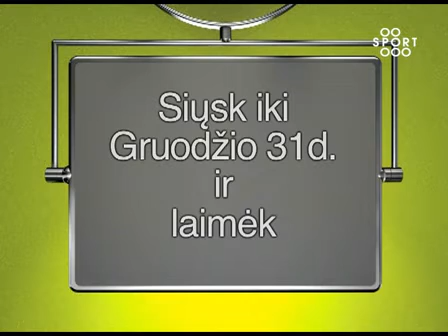 SPORT
Siųsk iki
Gruodžio 31d.
ir
laimėk